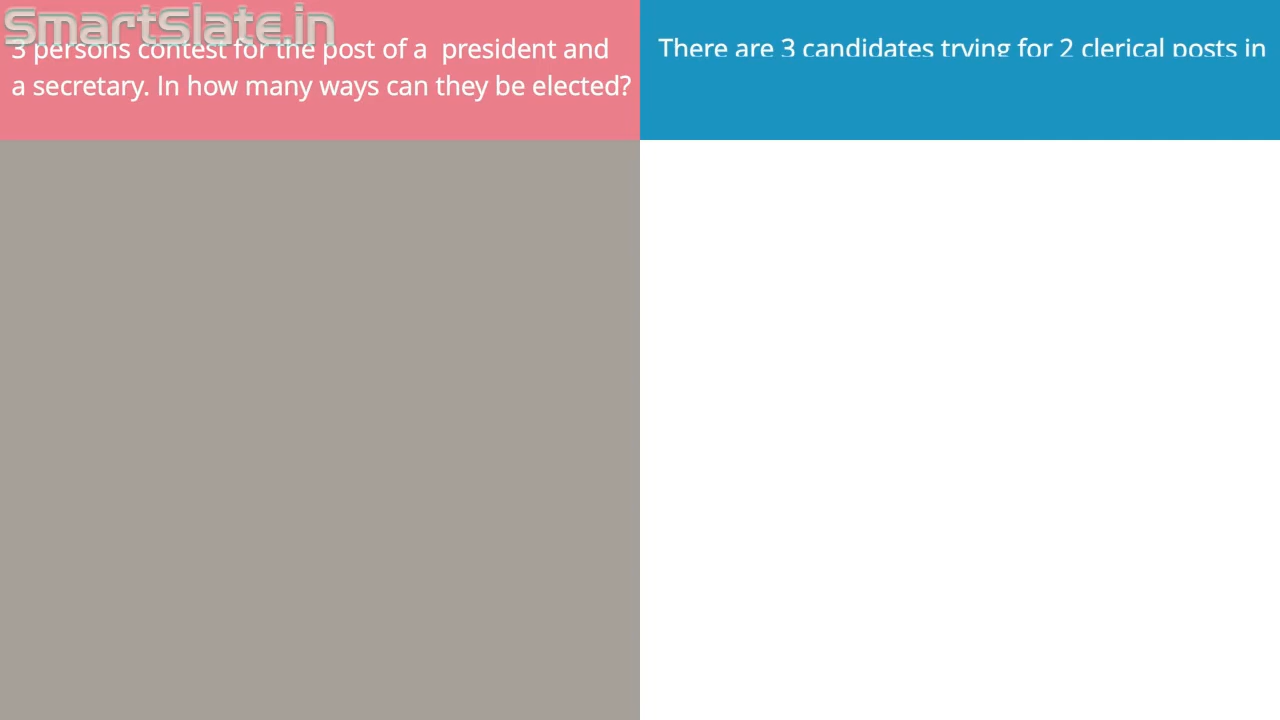 SmartSlate.in
3 persons contest for the post of a president and
a secretary. In how many ways can they be elected?
There are 3 candidates trying for 2 clerical posts in